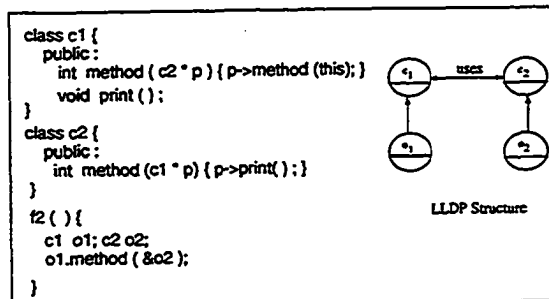 class c1 {
public :
int method ( c2 * p ) { p->method (this); }
void print ( ) ;
}
class c2 {
public :
int method (c1 * p) { p->print( ) ; }
}
f2 ( ) {
c1 o1; c2 o2;
o1.method ( &o2 );
}
c1 uses c2
o1 o2
LLDP Structure